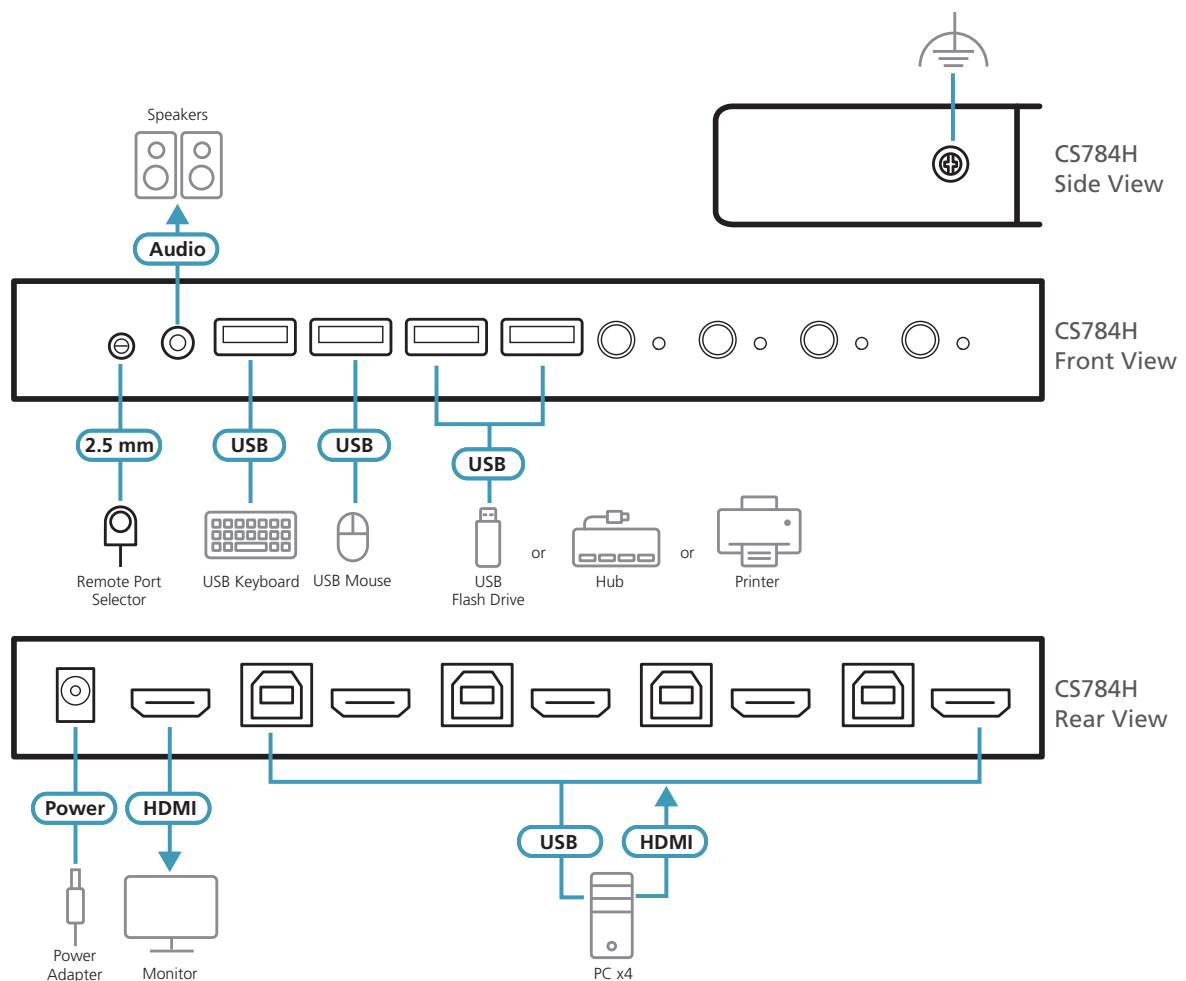 CS784H
Side View
Speakers
Audio
CS784H
Front View
2.5 mm
USB
USB
USB
Remote Port
Selector
USB Keyboard
USB Mouse
USB
Flash Drive
or
Hub
or
Printer
CS784H
Rear View
Power
HDMI
USB
HDMI
Power
Adapter
Monitor
PC x4